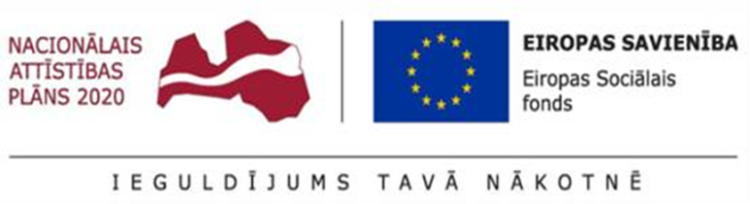 NACIONĀLAIS
ATTĪSTĪBAS
PLĀNS 2020
EIROPAS SAVIENĪBA
Eiropas Sociālais
fonds
IEGULDĪJUMS TAVĀ NĀKOTNĒ